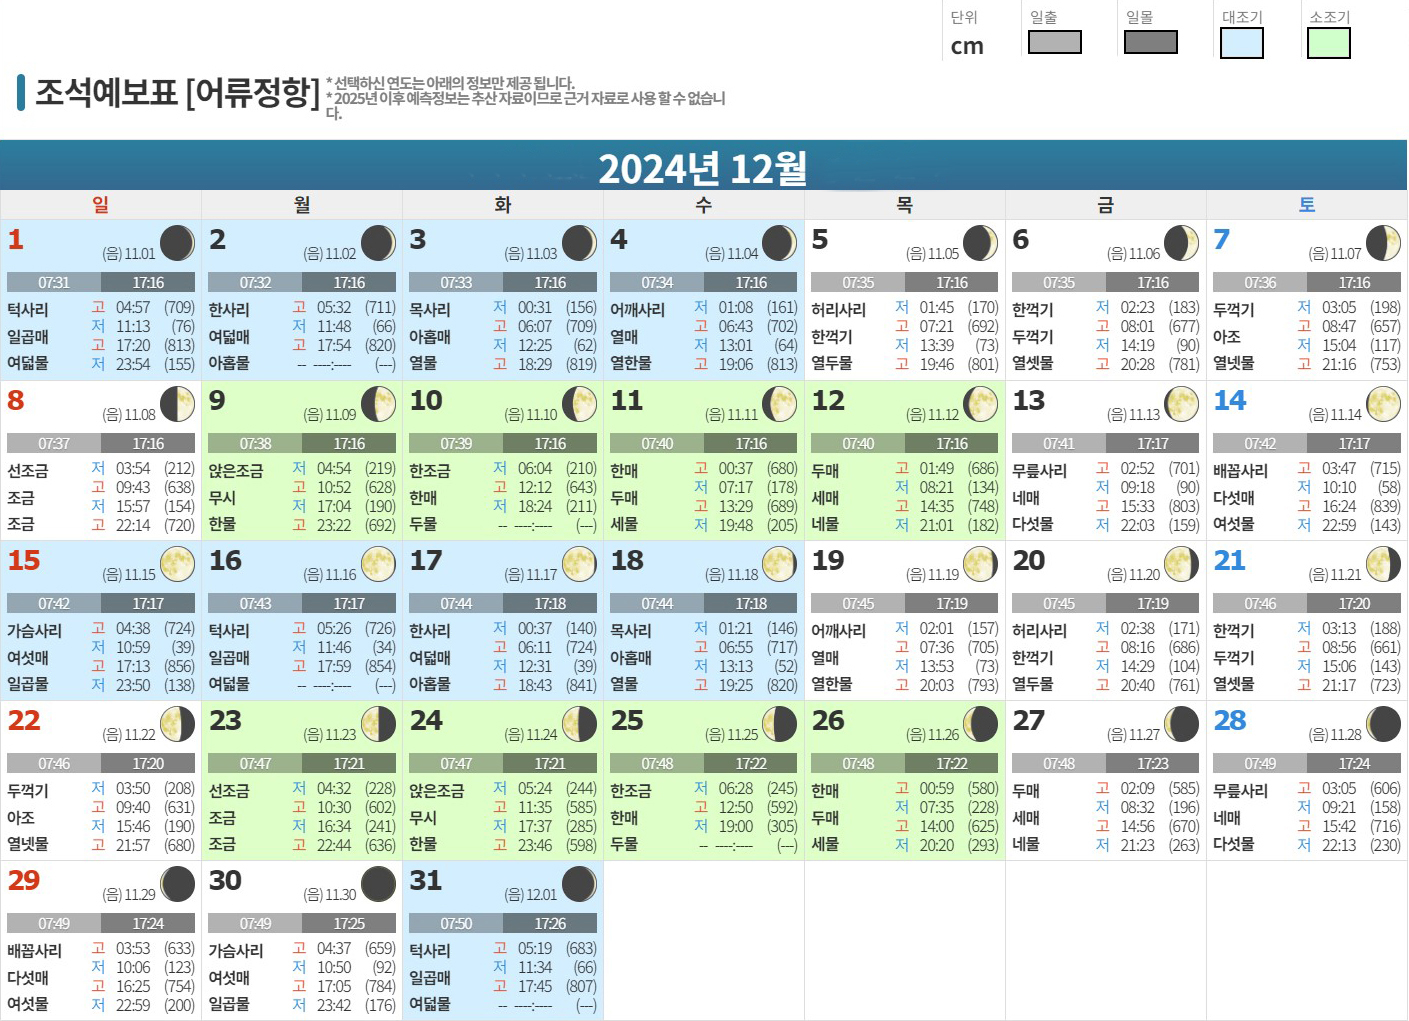 단위 일출 일몰 대조기 소조기
cm
조석예보표 [어류정항]
* 선택하신 연도는 아래의 정보만 제공 됩니다.
* 2025년 이후 예측정보는 추산 자료이므로 근거 자료로 사용 할 수 없습니
다.
2024년 12월
일 월 화 수 목 금 토
1 (음) 11.01
07:31 17:16
턱사리 고 04:57 (709)
저 11:13 (76)
일곱매
고 17:20 (813)
여덟물 저 23:54 (155)
2 (음) 11.02
07:32 17:16
한사리 고 05:32 (711)
저 11:48 (66)
여덟매
고 17:54 (820)
아홉물 -- ----:---- (---)
3 (음) 11.03
07:33 17:16
목사리 저 00:31 (156)
고 06:07 (709)
아홉매
저 12:25 (62)
열물 고 18:29 (819)
4 (음) 11.04
07:34 17:16
어깨사리 저 01:08 (161)
고 06:43 (702)
열매
저 13:01 (64)
열한물 고 19:06 (813)
5 (음) 11.05
07:35 17:16
허리사리 저 01:45 (170)
고 07:21 (692)
한꺽기
저 13:39 (73)
열두물 고 19:46 (801)
6 (음) 11.06
07:35 17:16
한꺽기 저 02:23 (183)
고 08:01 (677)
두꺽기
저 14:19 (90)
열셋물 고 20:28 (781)
7 (음) 11.07
07:36 17:16
두꺽기 저 03:05 (198)
고 08:47 (657)
아조
저 15:04 (117)
열넷물 고 21:16 (753)
8 (음) 11.08
07:37 17:16
선조금 저 03:54 (212)
고 09:43 (638)
조금
저 15:57 (154)
조금 고 22:14 (720)
9 (음) 11.09
07:38 17:16
앉은조금 저 04:54 (219)
고 10:52 (628)
무시
저 17:04 (190)
한물 고 23:22 (692)
10 (음) 11.10
07:39 17:16
한조금 저 06:04 (210)
고 12:12 (643)
한매
저 18:24 (211)
두물 -- ----:---- (---)
11 (음) 11.11
07:40 17:16
한매 고 00:37 (680)
저 07:17 (178)
두매
고 13:29 (689)
세물 저 19:48 (205)
12 (음) 11.12
07:40 17:16
두매 고 01:49 (686)
저 08:21 (134)
세매
고 14:35 (748)
네물 저 21:01 (182)
13 (음) 11.13
07:41 17:17
무릎사리 고 02:52 (701)
저 09:18 (90)
네매
고 15:33 (803)
다섯물 저 22:03 (159)
14 (음) 11.14
07:42 17:17
배꼽사리 고 03:47 (715)
저 10:10 (58)
다섯매
고 16:24 (839)
여섯물 저 22:59 (143)
15 (음) 11.15
07:42 17:17
가슴사리 고 04:38 (724)
저 10:59 (39)
여섯매
고 17:13 (856)
일곱물 저 23:50 (138)
16 (음) 11.16
07:43 17:17
턱사리 고 05:26 (726)
저 11:46 (34)
일곱매
고 17:59 (854)
여덟물 -- ----:---- (---)
17 (음) 11.17
07:44 17:18
한사리 저 00:37 (140)
고 06:11 (724)
여덟매
저 12:31 (39)
아홉물 고 18:43 (841)
18 (음) 11.18
07:44 17:18
목사리 저 01:21 (146)
고 06:55 (717)
아홉매
저 13:13 (52)
열물 고 19:25 (820)
19 (음) 11.19
07:45 17:19
어깨사리 저 02:01 (157)
고 07:36 (705)
열매
저 13:53 (73)
열한물 고 20:03 (793)
20 (음) 11.20
07:45 17:19
허리사리 저 02:38 (171)
고 08:16 (686)
한꺽기
저 14:29 (104)
열두물 고 20:40 (761)
21 (음) 11.21
07:46 17:20
한꺽기 저 03:13 (188)
고 08:56 (661)
두꺽기
저 15:06 (143)
열셋물 고 21:17 (723)
22 (음) 11.22
07:46 17:20
두꺽기 저 03:50 (208)
고 09:40 (631)
아조
저 15:46 (190)
열넷물 고 21:57 (680)
23 (음) 11.23
07:47 17:21
선조금 저 04:32 (228)
고 10:30 (602)
조금
저 16:34 (241)
조금 고 22:44 (636)
24 (음) 11.24
07:47 17:21
앉은조금 저 05:24 (244)
고 11:35 (585)
무시
저 17:37 (285)
한물 고 23:46 (598)
25 (음) 11.25
07:48 17:22
한조금 저 06:28 (245)
고 12:50 (592)
한매
저 19:00 (305)
두물 -- ----:---- (---)
26 (음) 11.26
07:48 17:22
한매 고 00:59 (580)
저 07:35 (228)
두매
고 14:00 (625)
세물 저 20:20 (293)
27 (음) 11.27
07:48 17:23
두매 고 02:09 (585)
저 08:32 (196)
세매
고 14:56 (670)
네물 저 21:23 (263)
28 (음) 11.28
07:49 17:24
무릎사리 고 03:05 (606)
저 09:21 (158)
네매
고 15:42 (716)
다섯물 저 22:13 (230)
29 (음) 11.29
07:49 17:24
배꼽사리 고 03:53 (633)
저 10:06 (123)
다섯매
고 16:25 (754)
여섯물 저 22:59 (200)
30 (음) 11.30
07:49 17:25
가슴사리 고 04:37 (659)
저 10:50 (92)
여섯매
고 17:05 (784)
일곱물 저 23:42 (176)
31 (음) 12.01
07:50 17:26
턱사리 고 05:19 (683)
저 11:34 (66)
일곱매
고 17:45 (807)
여덟물 -- ----:---- (---)